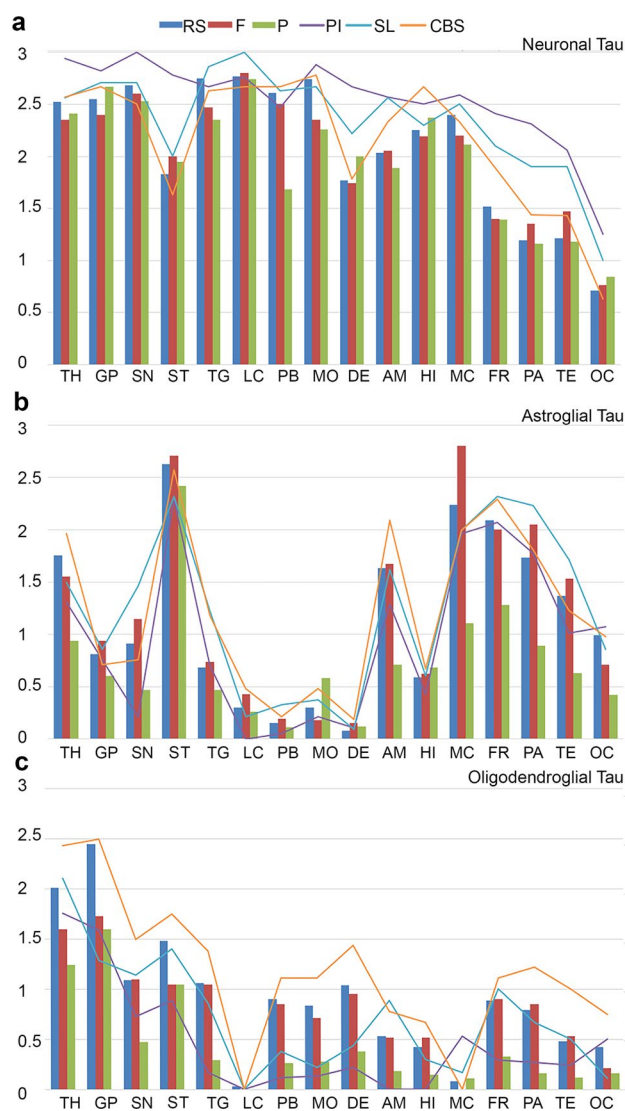 a
RS F P PI SL CBS
Neuronal Tau
3
2.5
2
1.5
1
0.5
0
TH GP SN ST TG LC PB MO DE AM HI MC FR PA TE OC
b
Astroglial Tau
3
2.5
2
1.5
1
0.5
0
TH GP SN ST TG LC PB MO DE AM HI MC FR PA TE OC
c
Oligodendroglial Tau
3
2.5
2
1.5
1
0.5
0
TH GP SN ST TG LC PB MO DE AM HI MC FR PA TE OC